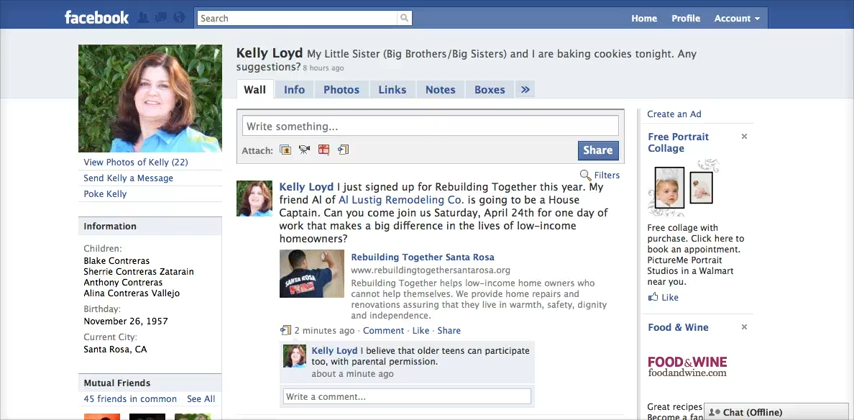 facebook
Search
Home Profile Account
Kelly Loyd My Little Sister (Big Brothers/Big Sisters) and I are baking cookies tonight. Any
suggestions? 8 hours ago
Wall Info Photos Links Notes Boxes »
Write something...
Attach:
Share
Filters
View Photos of Kelly (22)
Send Kelly a Message
Poke Kelly
Information
Children:
Blake Contreras
Sherrie Contreras Zatarain
Anthony Contreras
Alina Contreras Vallejo
Birthday:
November 26, 1957
Current City:
Santa Rosa, CA
Mutual Friends
45 friends in common See All
Kelly Loyd I just signed up for Rebuilding Together this year. My
friend Al of Al Lustig Remodeling Co. is going to be a House
Captain. Can you come join us Saturday, April 24th for one day of
work that makes a big difference in the lives of low-income
homeowners?
SANTA ROSA
Rebuilding Together Santa Rosa
www.rebuildingtogethersantarosa.org
Rebuilding Together helps low-income home owners who
cannot help themselves. We provide home repairs and
renovations assuring that they live in warmth, safety, dignity
and independence.
2 minutes ago · Comment · Like · Share
Kelly Loyd I believe that older teens can participate
too, with parental permission.
about a minute ago
Write a comment...
Create an Ad
Free Portrait
Collage
Free collage with
purchase. Click here to
book an appointment.
PictureMe Portrait
Studios in a Walmart
near you.
Like
Food & Wine
FOOD&WINE
foodandwine.com
Great recipes
Become a fan
Chat (Offline)